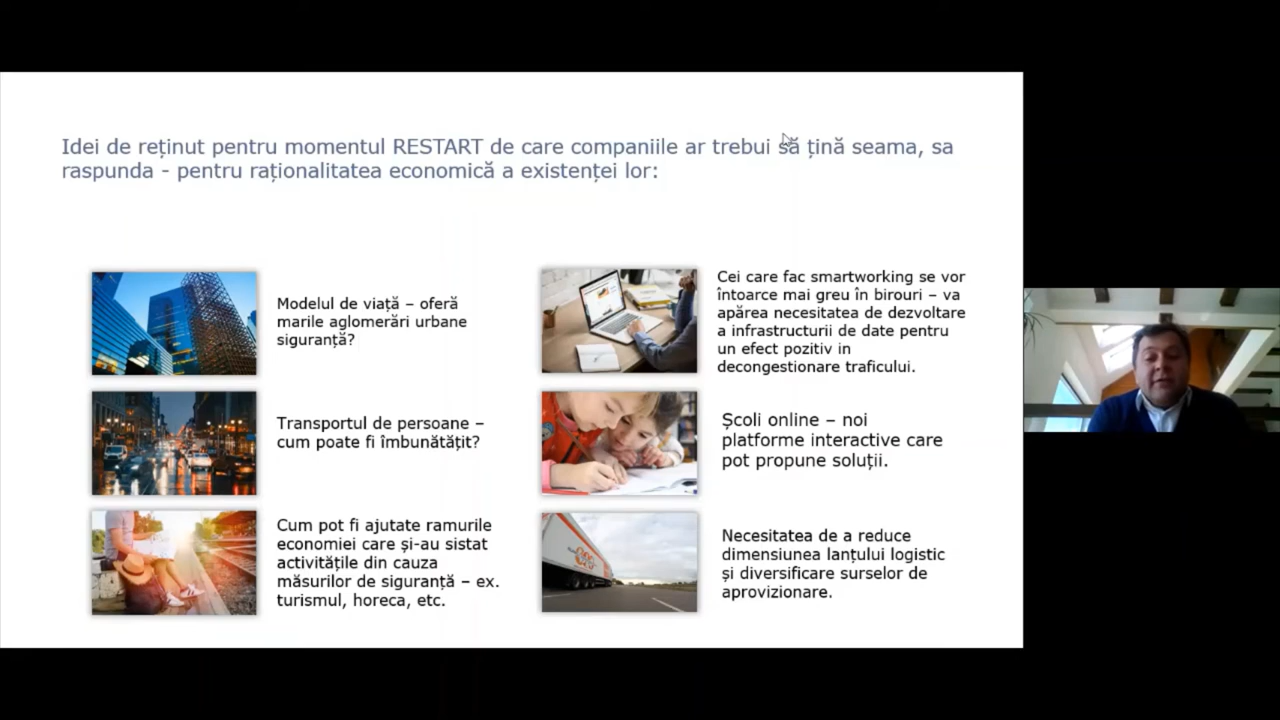 Idei de reținut pentru momentul RESTART de care companiile ar trebui să țină seama, sa
raspunda - pentru raționalitatea economică a existenței lor:
Modelul de viață – oferă
marile aglomerări urbane
siguranță?
Transportul de persoane –
cum poate fi îmbunătățit?
Cum pot fi ajutate ramurile
economiei care și-au sistat
activitățile din cauza
măsurilor de siguranță – ex.
turismul, horeca, etc.
Cei care fac smartworking se vor
întoarce mai greu în birouri – va
apărea necesitatea de dezvoltare
a infrastructurii de date pentru
un efect pozitiv in
decongestionare traficului.
Școli online – noi
platforme interactive care
pot propune soluții.
Necesitatea de a reduce
dimensiunea lanțului logistic
și diversificare surselor de
aprovizionare.